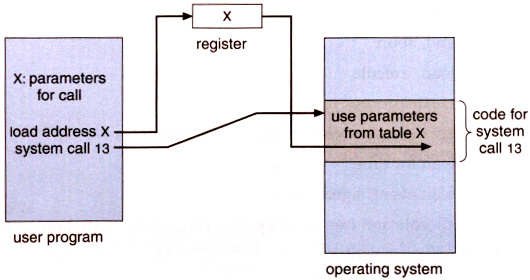 X
register
X: parameters
for call
load address X
system call 13
user program
use parameters
from table X
code for
system
call 13
operating system